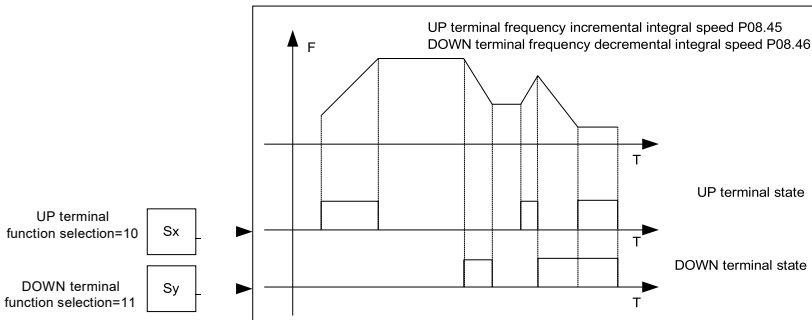 UP terminal frequency incremental integral speed P08.45
DOWN terminal frequency decremental integral speed P08.46
F
T
UP terminal state
UP terminal
function selection=10
Sx
T
DOWN terminal state
DOWN terminal
function selection=11
Sy
T